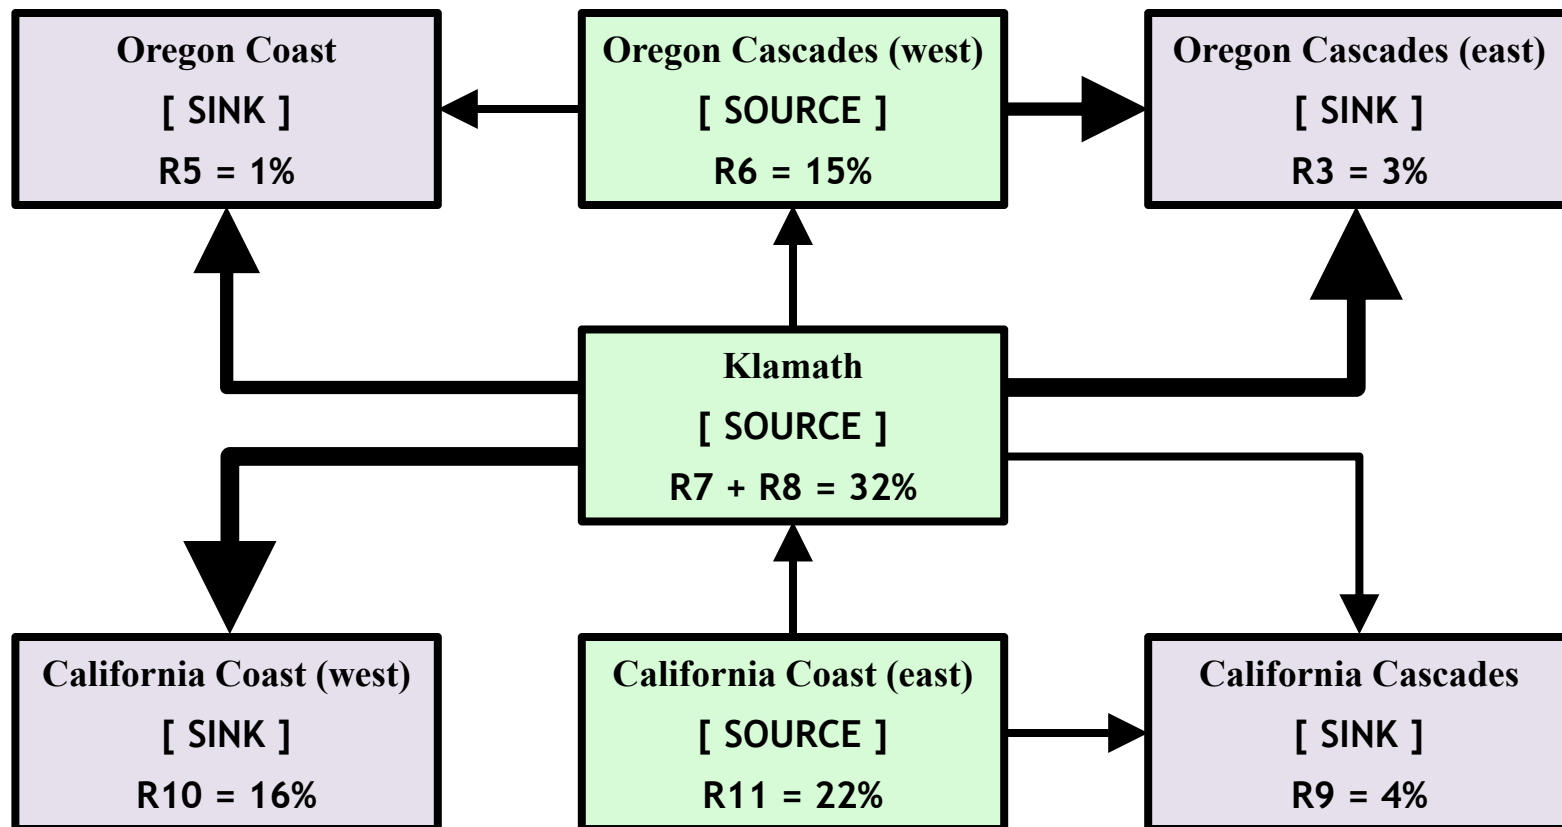 Oregon Coast
[ SINK ]
R5 = 1%
Oregon Cascades (west)
[ SOURCE ]
R6 = 15%
Oregon Cascades (east)
[ SINK ]
R3 = 3%
Klamath
[ SOURCE ]
R7 + R8 = 32%
California Coast (west)
[ SINK ]
R10 = 16%
California Coast (east)
[ SOURCE ]
R11 = 22%
California Cascades
[ SINK ]
R9 = 4%